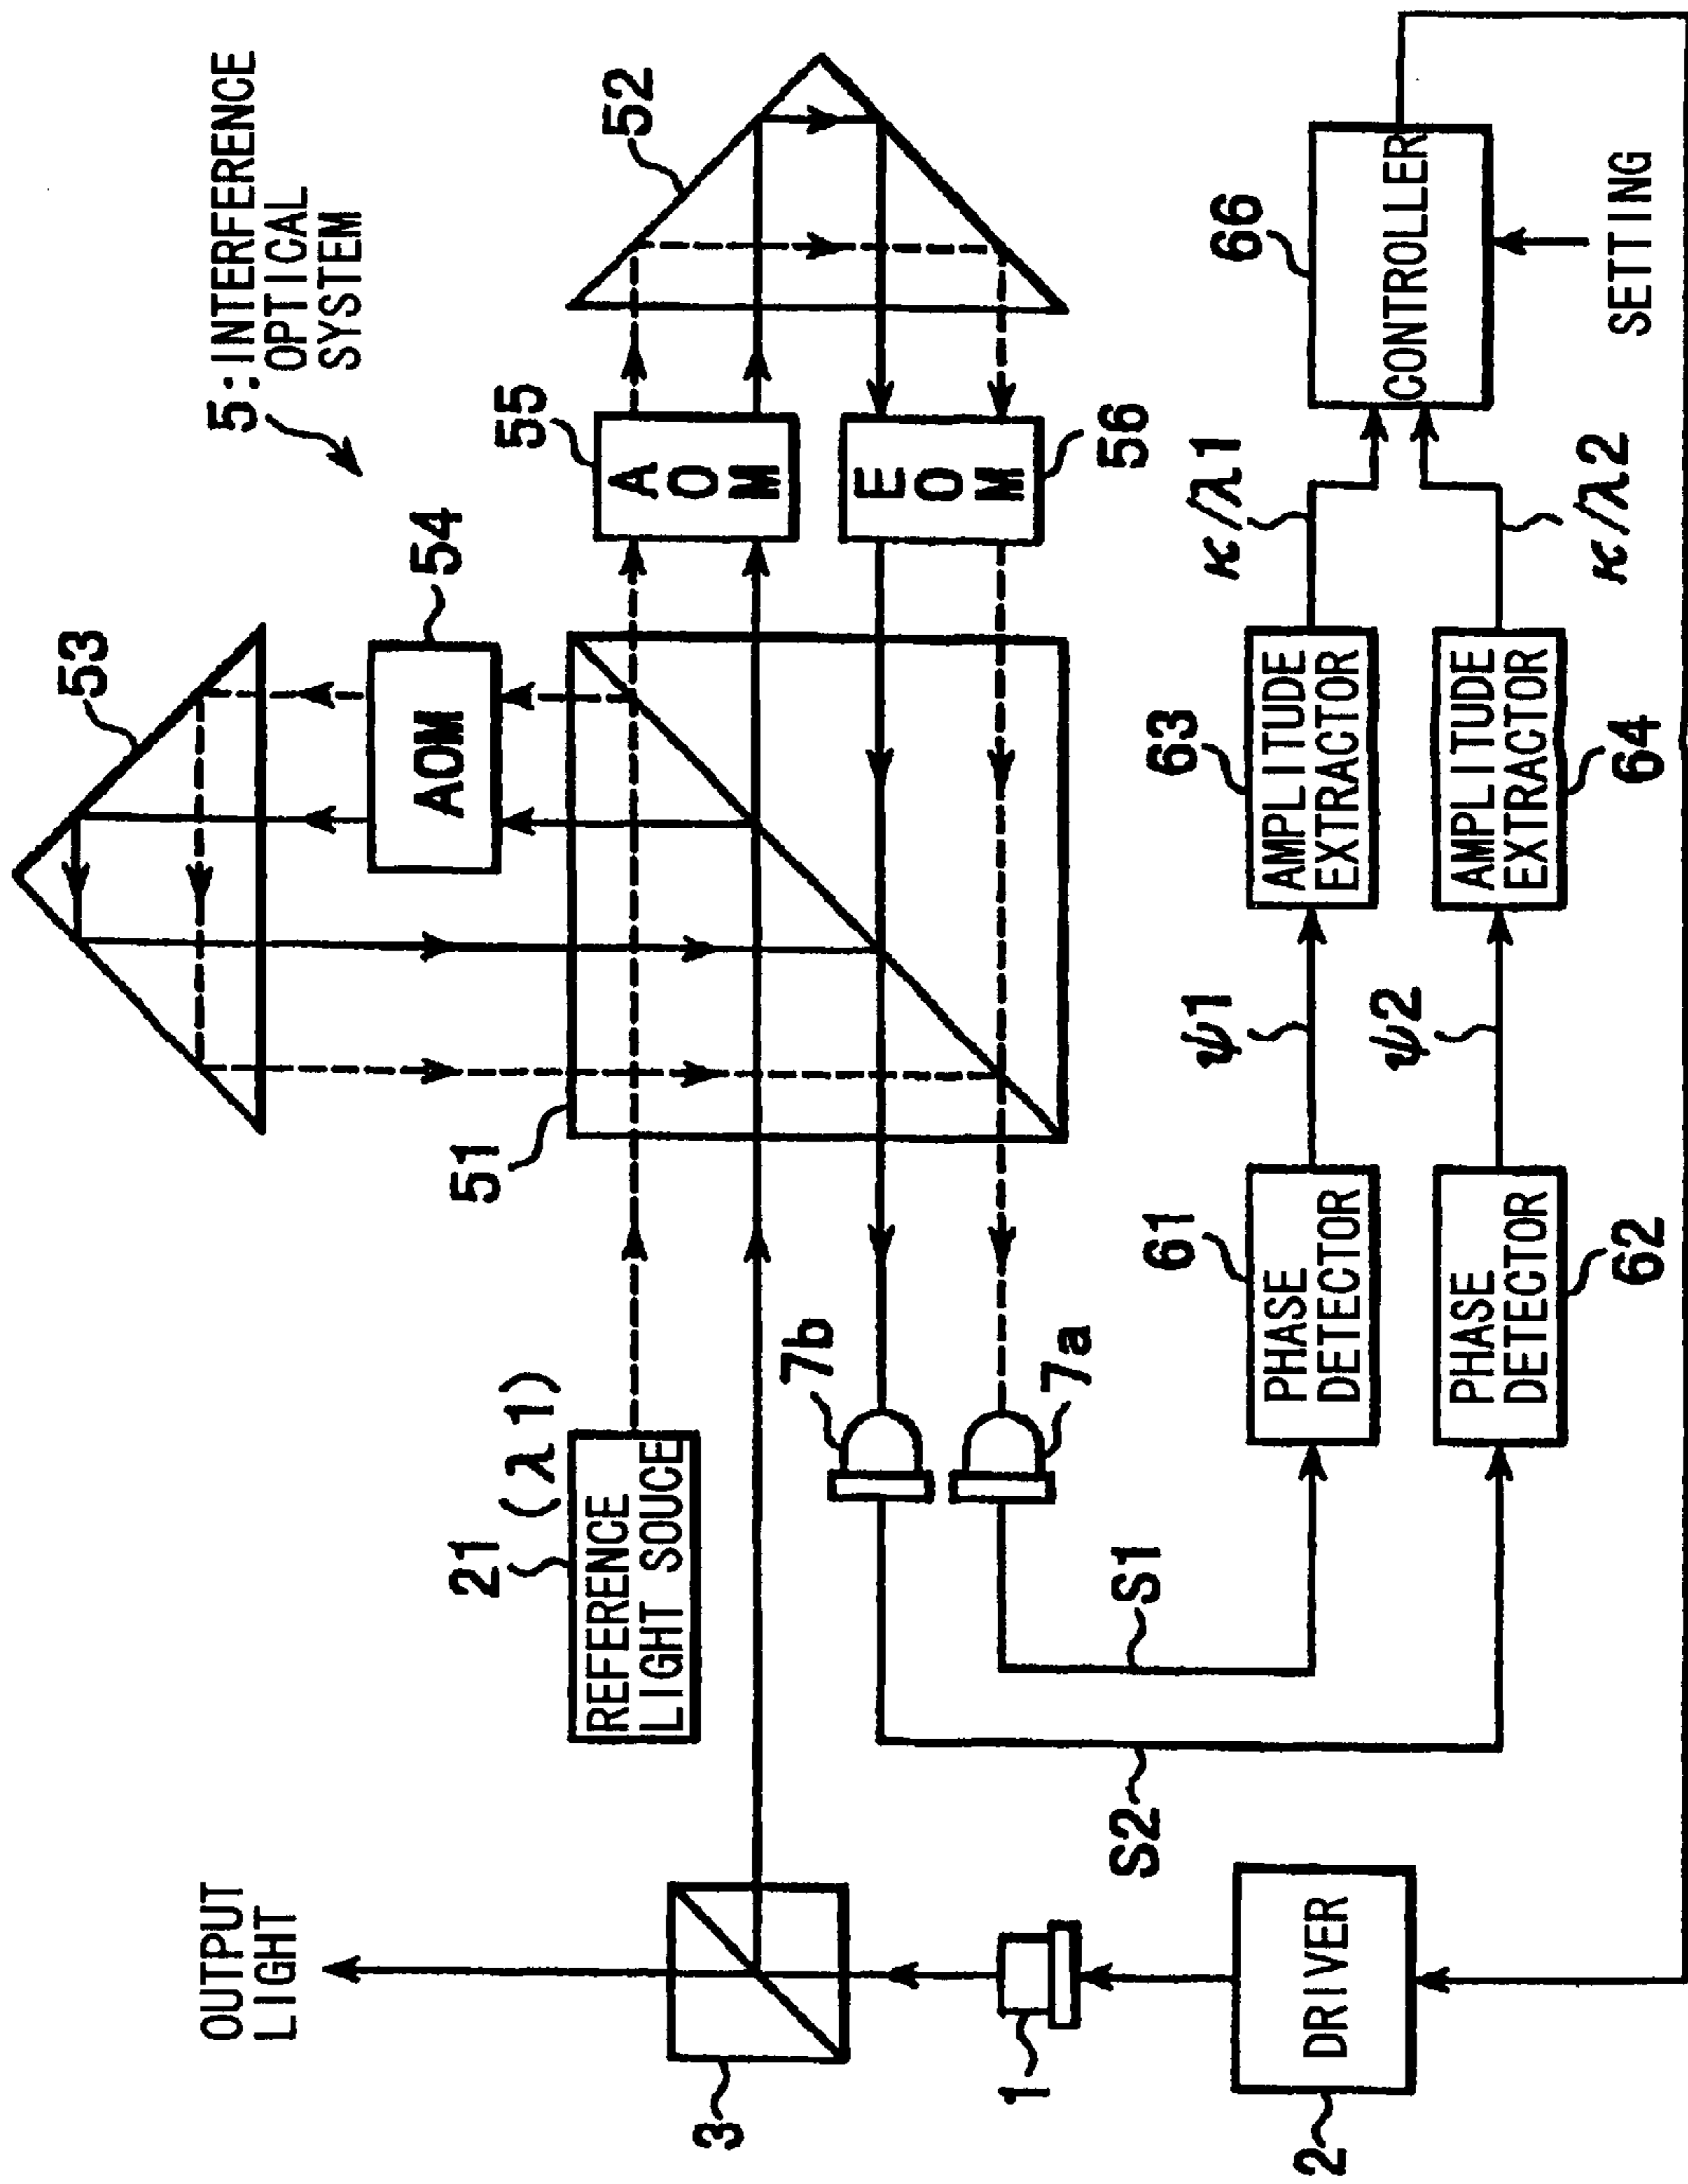 5:INTERFERENCE
OPTICAL
SYSTEM
53
54
AOM
55
AOM
52
EOM
56
51
OUTPUT
LIGHT
21 (λ1)
REFERENCE
LIGHT SOUCE
3
7b
7a
1
S1
S2
DRIVER
2
61
PHASE
DETECTOR
ψ1
63
AMPLITUDE
EXTRACTOR
κ/λ1
66
CONTROLLER
SETTING
PHASE
DETECTOR
62
ψ2
AMPLITUDE
EXTRACTOR
64
κ/λ2